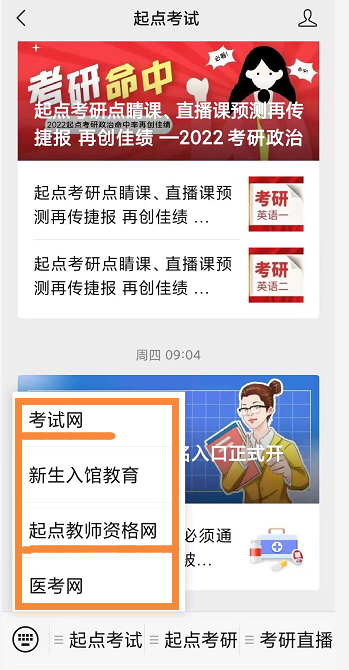 起点考试
考研命中
必看!
必看!
2022起点考研政治命中率再创佳绩
起点考研点睛课、直播课预测再传
捷报 再创佳绩 —2022 考研政治
起点考研点睛课、直播课预
测再传捷报 再创佳绩 ...
考研
英语一
起点考研点睛课、直播课预
测再传捷报 再创佳绩 ...
考研
英语二
周四 09:04
名入口正式开
必须通
破...
考试网
新生入馆教育
起点教师资格网
医考网
起点考试
起点考研
考研直播